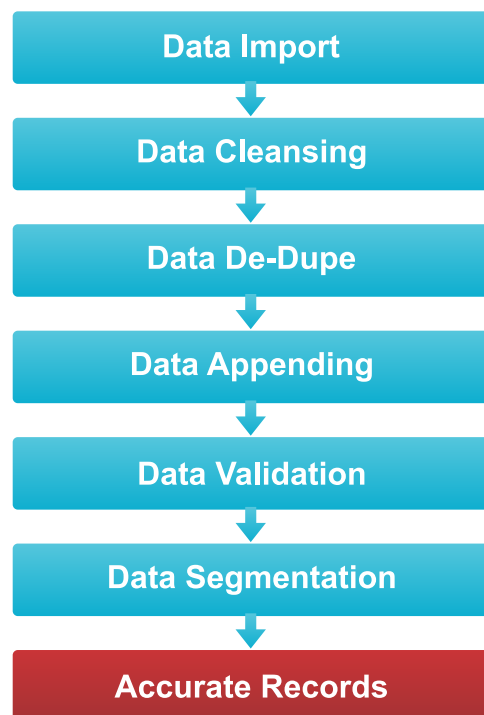 Data Import
Data Cleansing
Data De-Dupe
Data Appending
Data Validation
Data Segmentation
Accurate Records